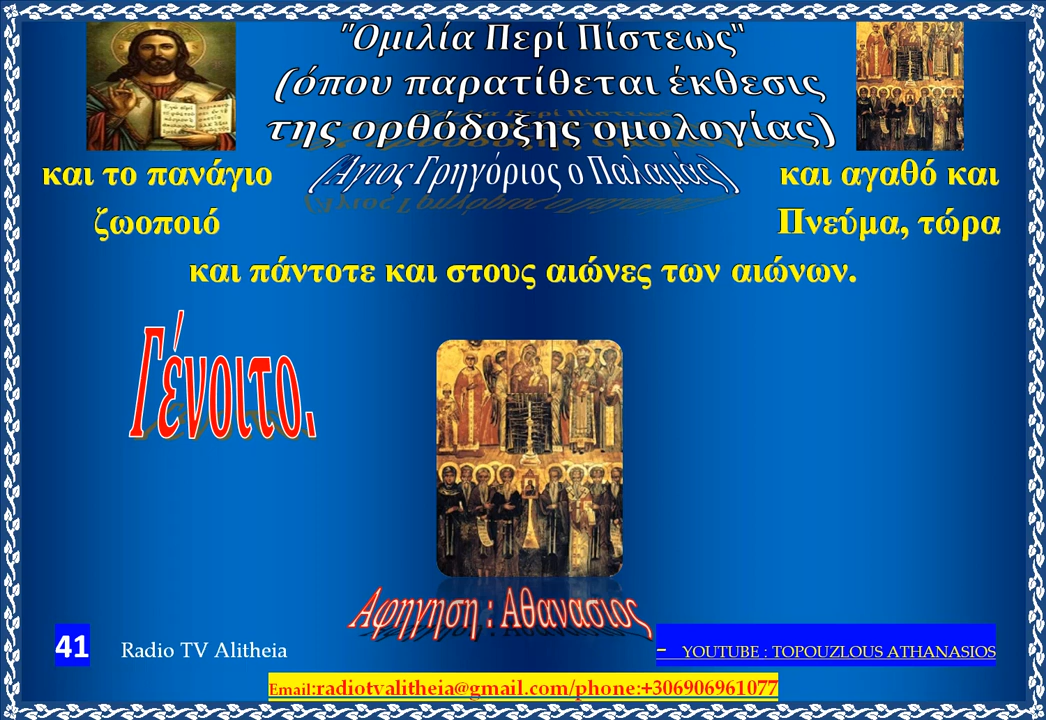 "Ομιλία Περί Πίστεως"
(όπου παρατίθεται έκθεσις
της ορθόδοξης ομολογίας)
(Άγιος Γρηγόριος ο Παλαμάς)
και το πανάγιο και αγαθό και
ζωοποιό Πνεύμα, τώρα
και πάντοτε και στους αιώνες των αιώνων.
Γένοιτο.
Αφηγηση : Αθανασιος
41 Radio TV Alitheia – YOUTUBE : TOPOUZLOUS ATHANASIOS
Email:radiotvalitheia@gmail.com/phone:+306906961077